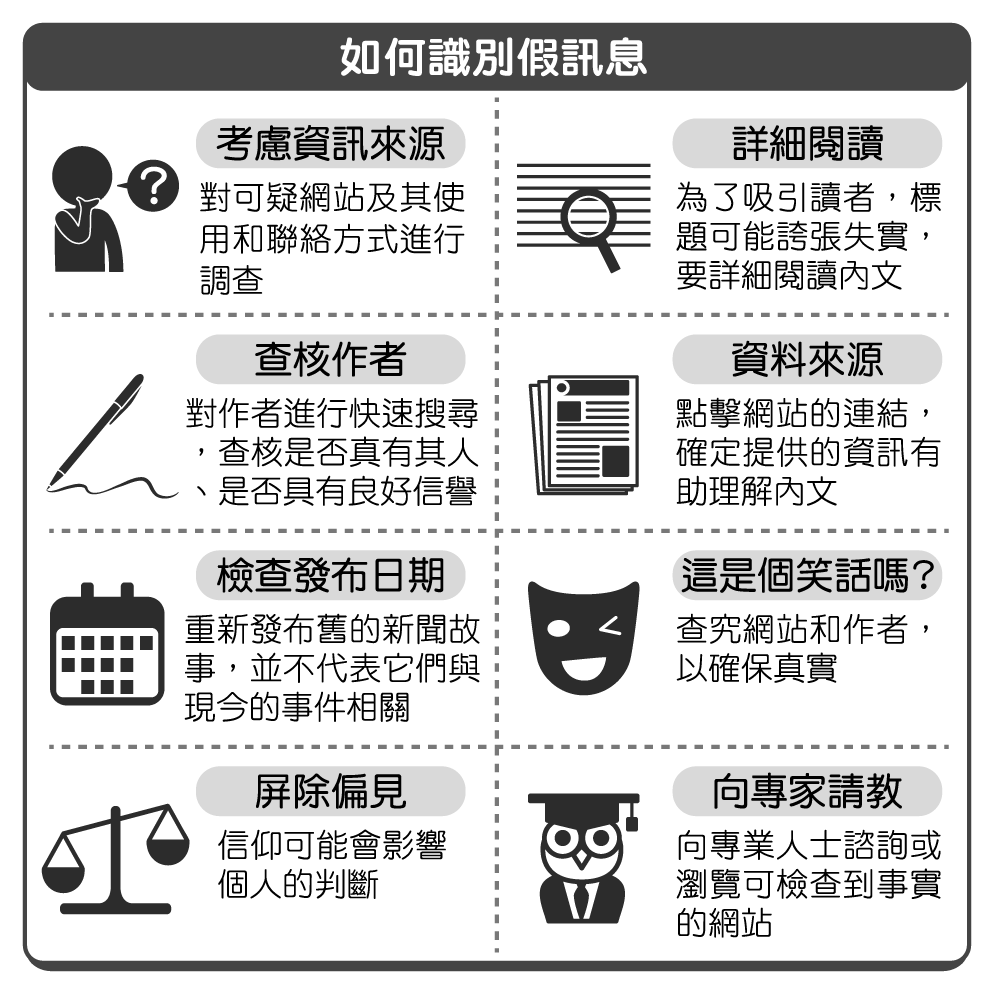 如何識別假訊息
考慮資訊來源
對可疑網站及其使
用和聯絡方式進行
調查
詳細閱讀
為了吸引讀者，標
題可能誇張失實，
要詳細閱讀內文
查核作者
對作者進行快速搜尋
，查核是否真有其人
、是否具有良好信譽
資料來源
點擊網站的連結，
確定提供的資訊有
助理解內文
檢查發布日期
重新發布舊的新聞故
事，並不代表它們與
現今的事件相關
這是個笑話嗎？
查究網站和作者，
以確保真實
屏除偏見
信仰可能會影響
個人的判斷
向專家請教
向專業人士諮詢或
瀏覽可檢查到事實
的網站
?